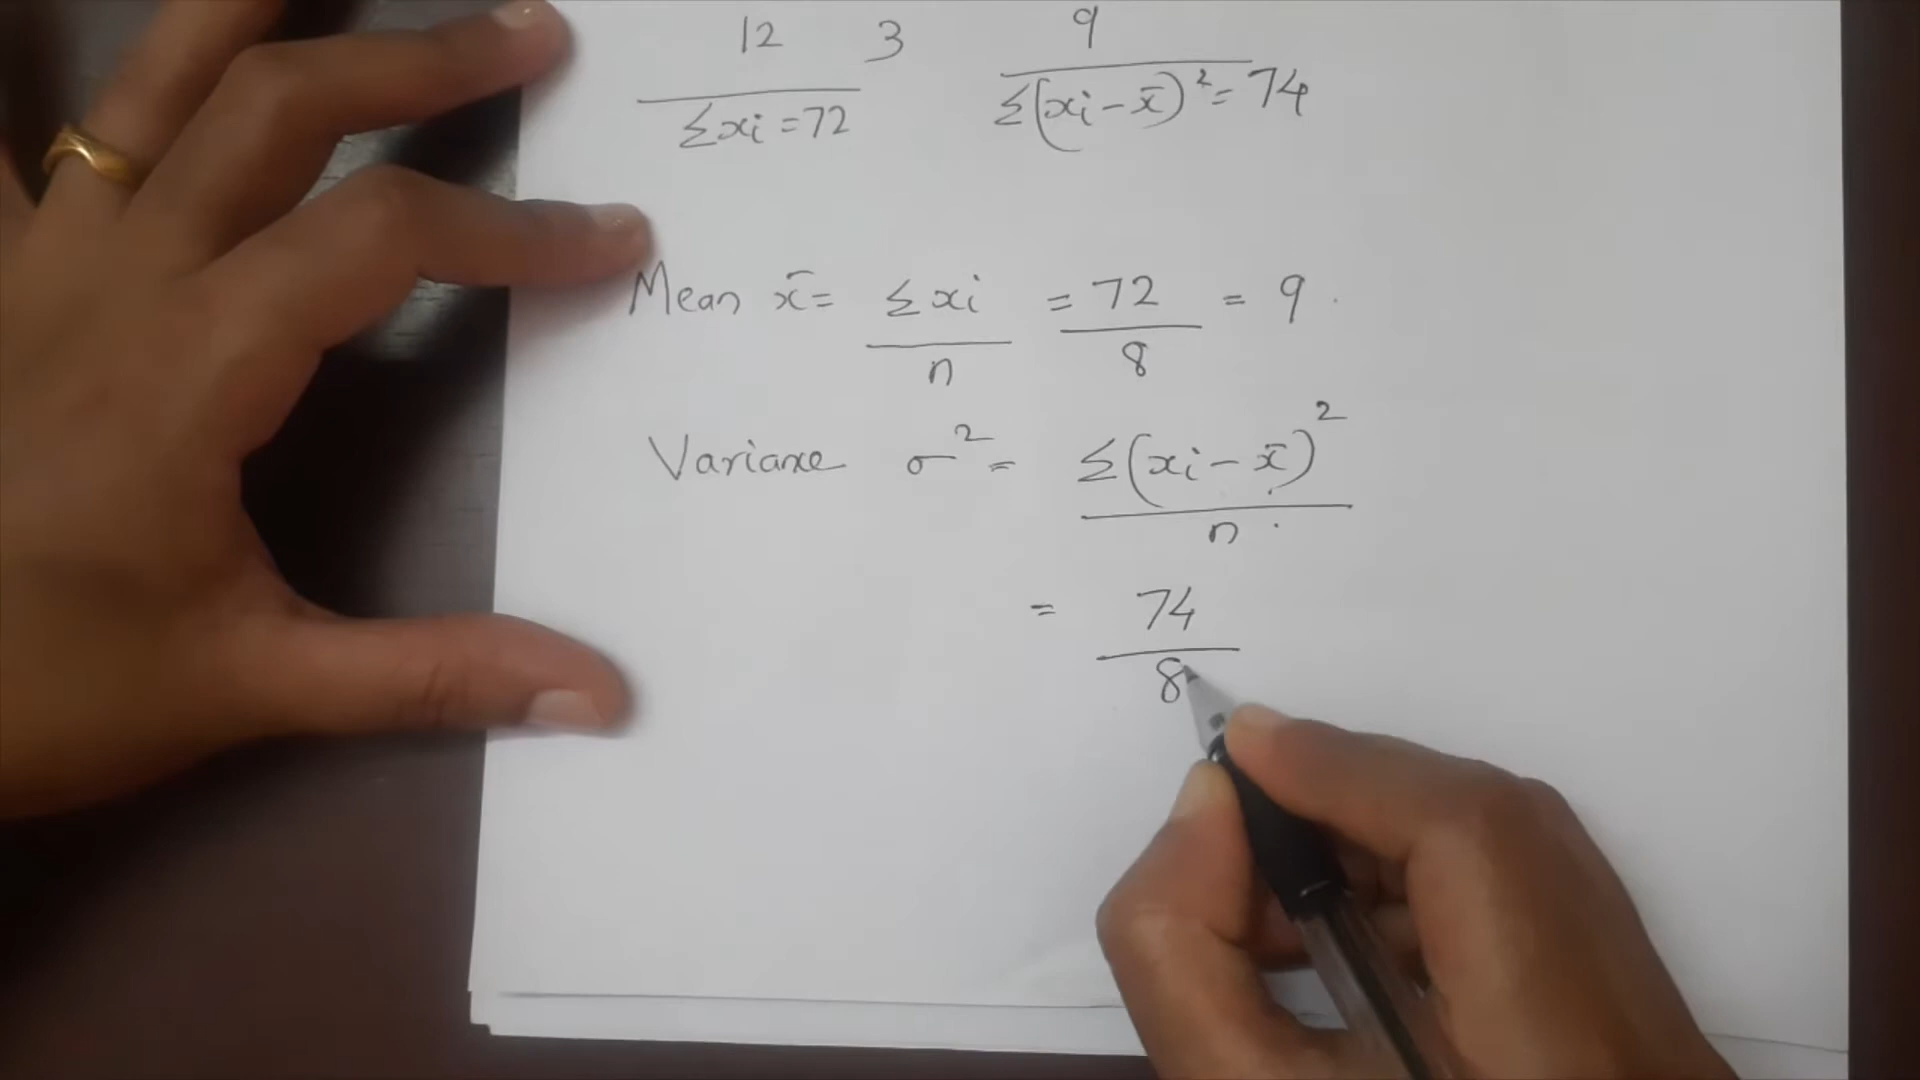 12 3 9
Σxi = 72 Σ(xi - x̄)² = 74
Mean x̄ = Σxi / n = 72 / 8 = 9
Variance σ² = Σ(xi - x̄)² / n
= 74 / 8